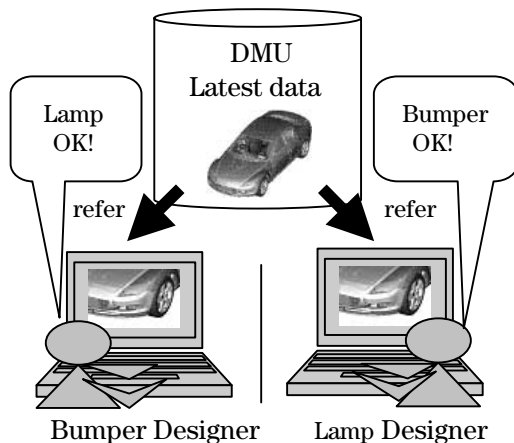 DMU
Latest data
Lamp
OK!
Bumper
OK!
refer
refer
Bumper Designer
Lamp Designer